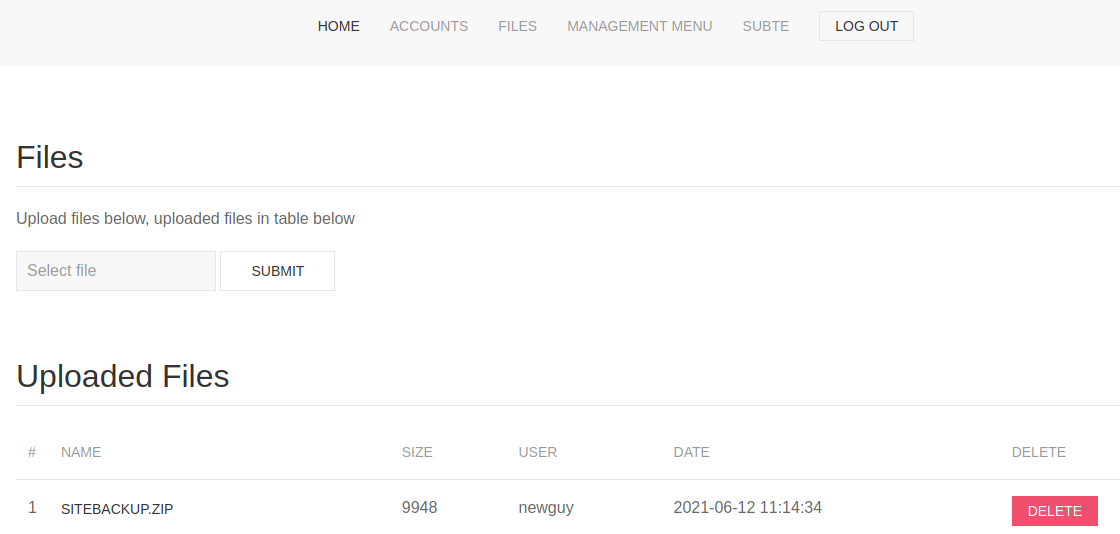 HOME ACCOUNTS FILES MANAGEMENT MENU SUBTE LOG OUT
Files
Upload files below, uploaded files in table below
Select file SUBMIT
Uploaded Files
# NAME SIZE USER DATE DELETE
1 SITEBACKUP.ZIP 9948 newguy 2021-06-12 11:14:34 DELETE